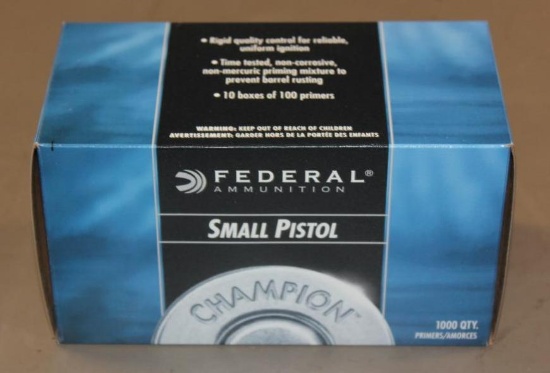 • Rigid quality control for reliable,
uniform ignition
• Time tested, non-corrosive,
non-mercuric priming mixture to
prevent barrel rusting
• 10 boxes of 100 primers
WARNING: KEEP OUT OF REACH OF CHILDREN
AVERTISSEMENT: GARDER HORS DE LA PORTÉE DES ENFANTS
FEDERAL®
AMMUNITION
SMALL PISTOL
CHAMPION™
1000 QTY.
PRIMERS/AMORCES